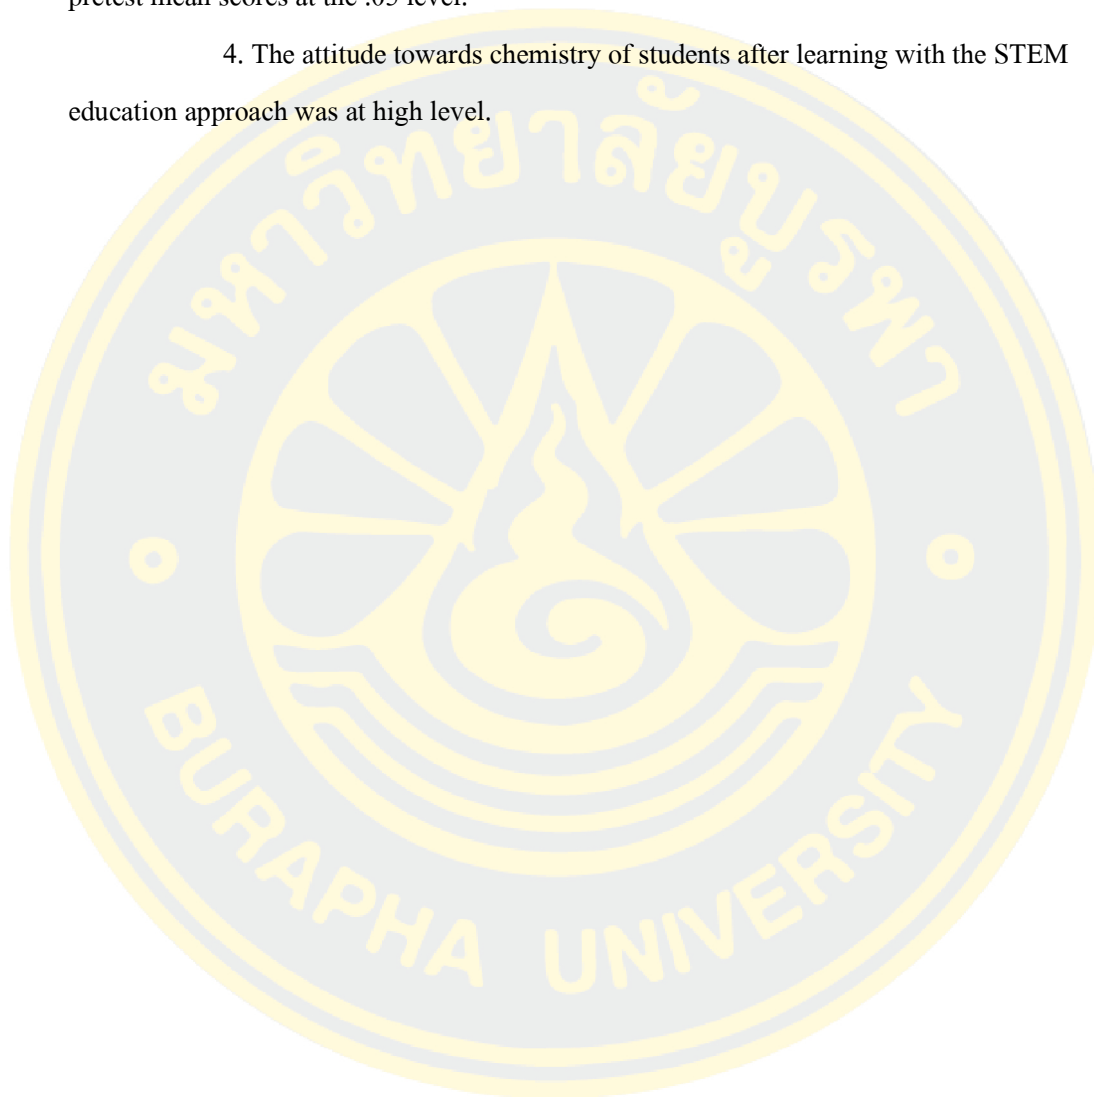 pretest mean scores at the .05 level.
4. The attitude towards chemistry of students after learning with the STEM
education approach was at high level.
มหาวิทยาลัยบูรพา
BURAPHA UNIVERSITY